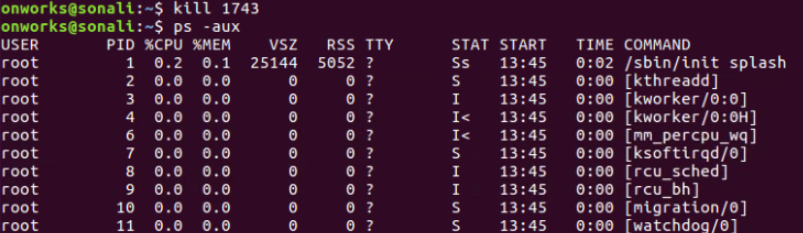 onworks@sonali:~$ kill 1743
onworks@sonali:~$ ps -aux
USER PID %CPU %MEM VSZ RSS TTY STAT START TIME COMMAND
root 1 0.2 0.1 25144 5052 ? Ss 13:45 0:02 /sbin/init splash
root 2 0.0 0.0 0 0 ? S 13:45 0:00 [kthreadd]
root 3 0.0 0.0 0 0 ? I 13:45 0:00 [kworker/0:0]
root 4 0.0 0.0 0 0 ? I< 13:45 0:00 [kworker/0:0H]
root 6 0.0 0.0 0 0 ? I< 13:45 0:00 [mm_percpu_wq]
root 7 0.0 0.0 0 0 ? S 13:45 0:00 [ksoftirqd/0]
root 8 0.0 0.0 0 0 ? I 13:45 0:00 [rcu_sched]
root 9 0.0 0.0 0 0 ? I 13:45 0:00 [rcu_bh]
root 10 0.0 0.0 0 0 ? S 13:45 0:00 [migration/0]
root 11 0.0 0.0 0 0 ? S 13:45 0:00 [watchdog/0]